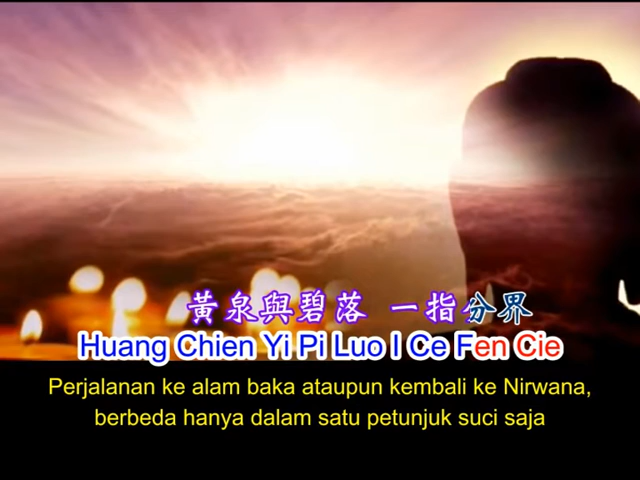 黃泉與碧落 一指分界
Huang Chien Yi Pi Luo I Ce Fen Cie
Perjalanan ke alam baka ataupun kembali ke Nirwana,
berbeda hanya dalam satu petunjuk suci saja